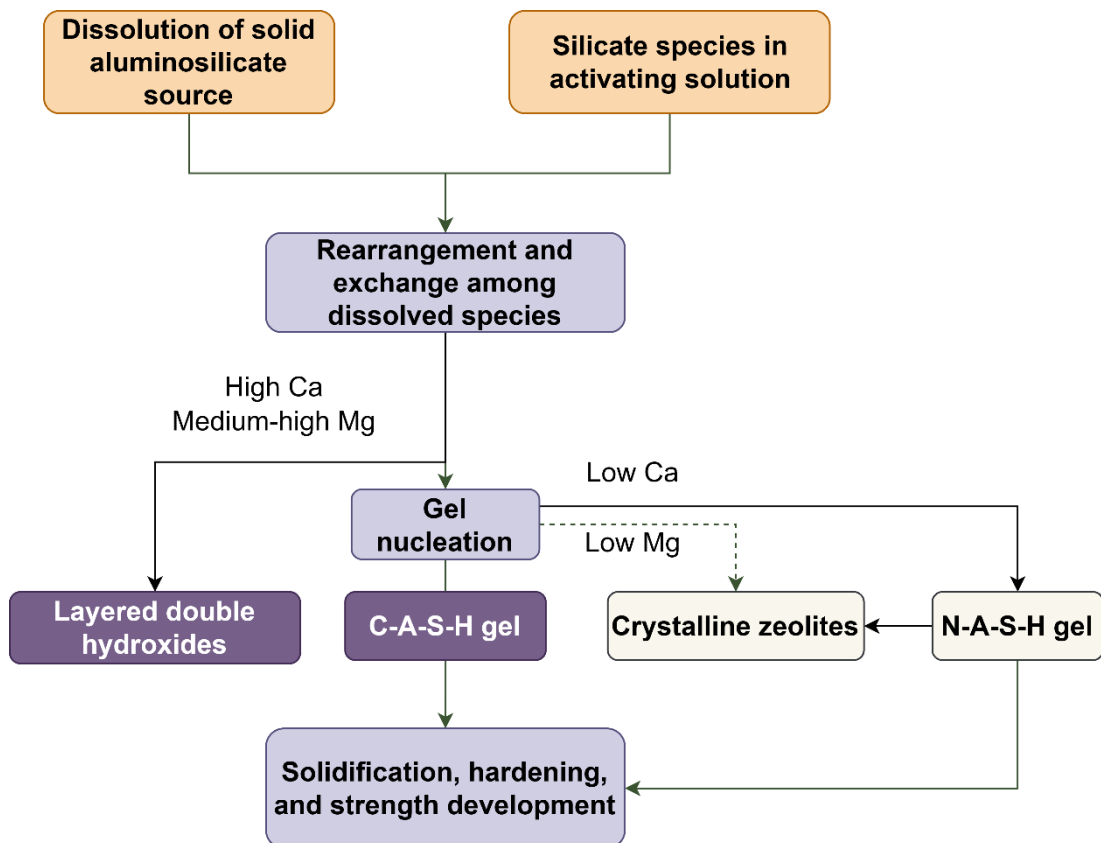 Dissolution of solid
aluminosilicate
source
Silicate species in
activating solution
Rearrangement and
exchange among
dissolved species
High Ca
Medium-high Mg
Low Ca
Gel
nucleation
Low Mg
Layered double
hydroxides
C-A-S-H gel
Crystalline zeolites
N-A-S-H gel
Solidification, hardening,
and strength development